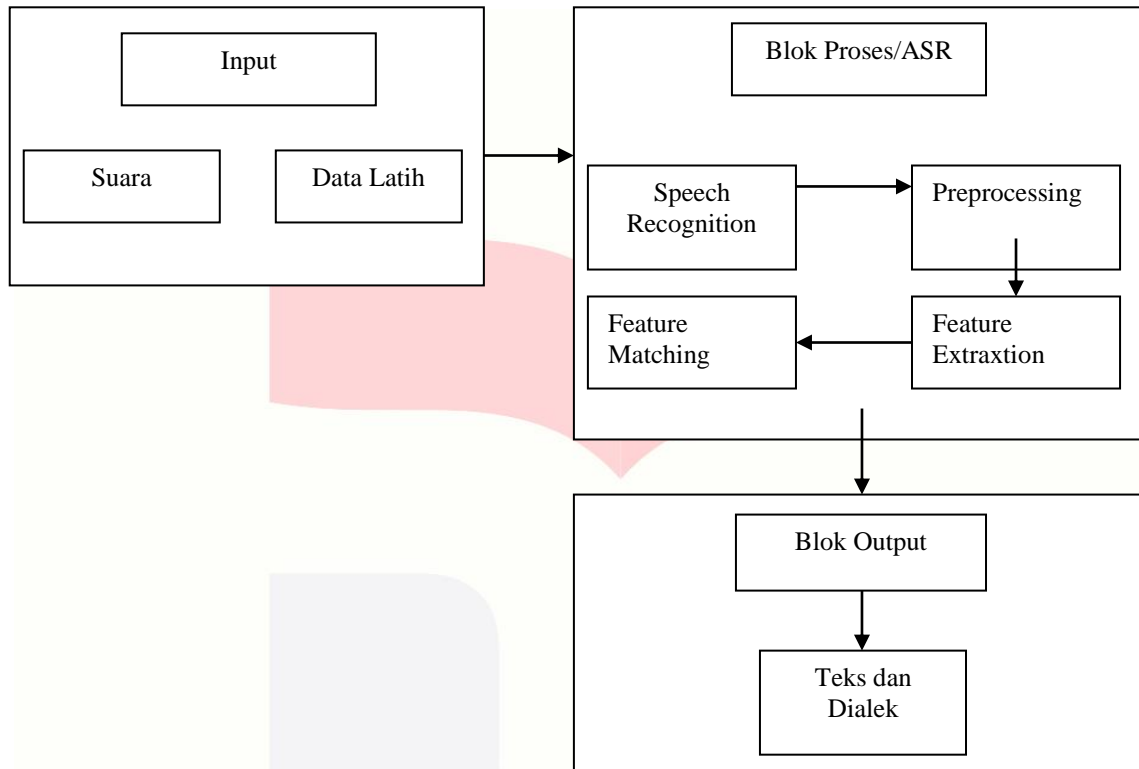 Input
Suara
Data Latih
Blok Proses/ASR
Speech
Recognition
Preprocessing
Feature
Matching
Feature
Extraxtion
Blok Output
Teks dan
Dialek